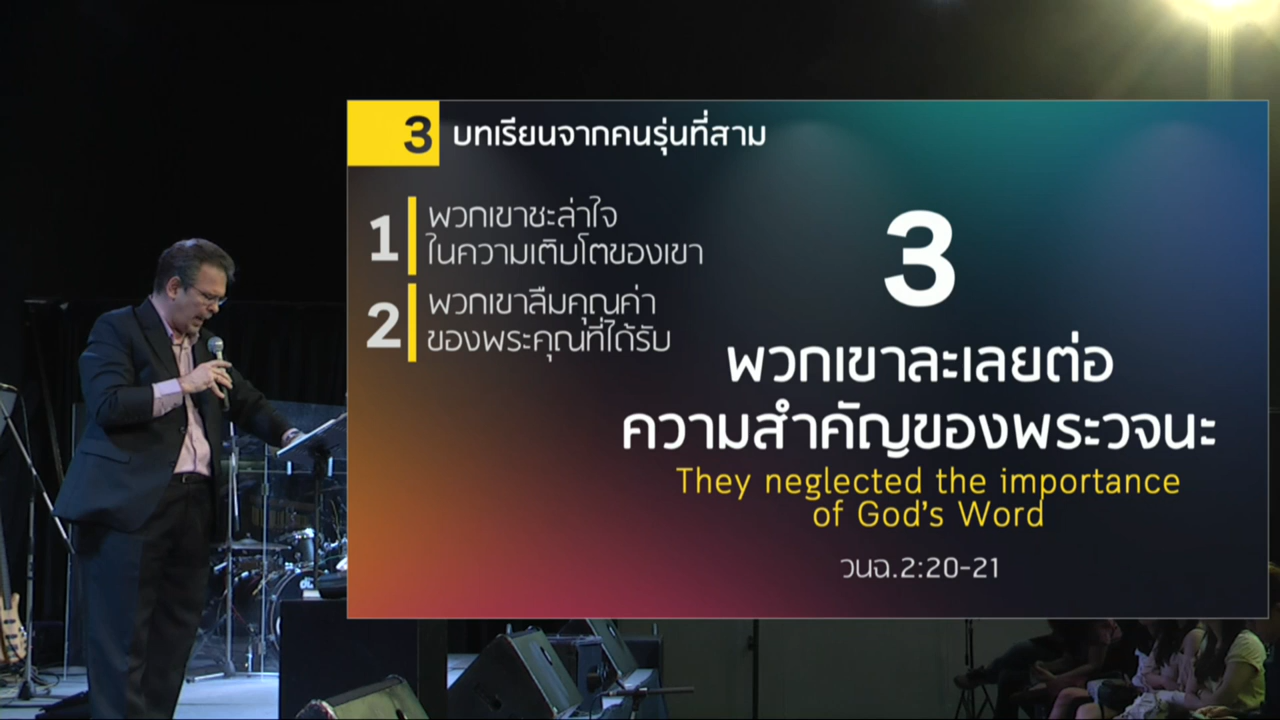 3 บทเรียนจากคนรุ่นที่สาม
1 พวกเขาชะล่าใจ
ในความเติบโตของเขา
2 พวกเขาลืมคุณค่า
ของพระคุณที่ได้รับ
3
พวกเขาละเลยต่อ
ความสำคัญของพระวจนะ
They neglected the importance
of God's Word
วนฉ.2:20-21